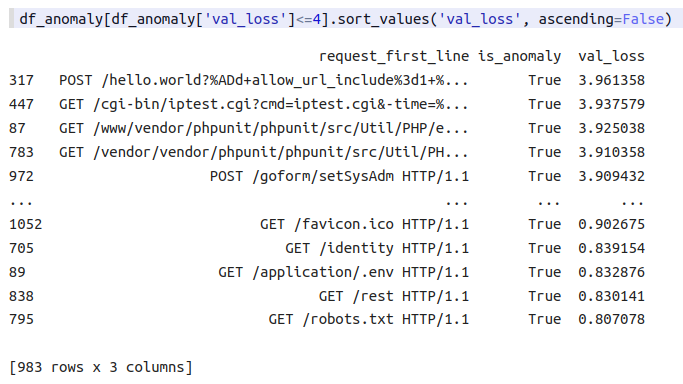 df_anomaly[df_anomaly['val_loss']<=4].sort_values('val_loss', ascending=False)
request_first_line is_anomaly val_loss
317 POST /hello.world?%ADd+allow_url_include%3d1+%... True 3.961358
447 GET /cgi-bin/iptest.cgi?cmd=iptest.cgi&-time=%... True 3.937579
87 GET /www/vendor/phpunit/phpunit/src/Util/PHP/e... True 3.925038
783 GET /vendor/vendor/phpunit/phpunit/src/Util/PH... True 3.910358
972 POST /goform/setSysAdm HTTP/1.1 True 3.909432
... ... ... ...
1052 GET /favicon.ico HTTP/1.1 True 0.902675
705 GET /identity HTTP/1.1 True 0.839154
89 GET /application/.env HTTP/1.1 True 0.832876
838 GET /rest HTTP/1.1 True 0.830141
795 GET /robots.txt HTTP/1.1 True 0.807078
[983 rows x 3 columns]